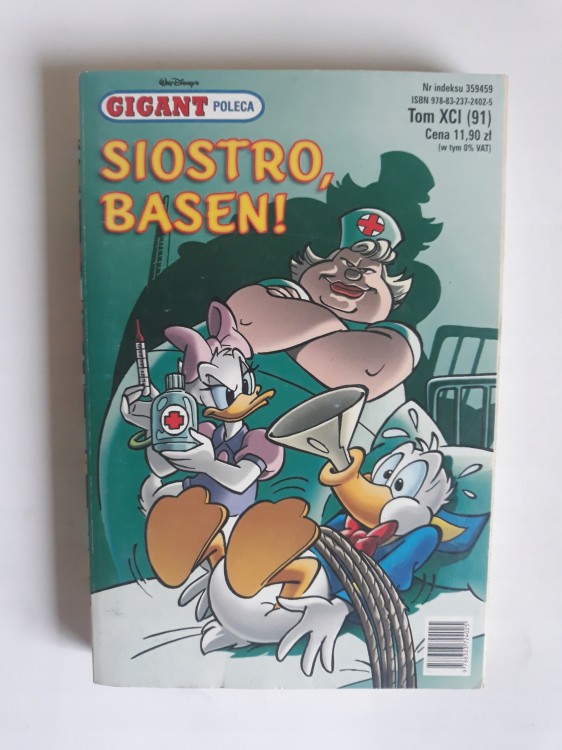 Walt Disney's
GIGANT POLECA
Nr indeksu 359459
ISBN 978-83-237-2402-5
Tom XCI (91)
Cena 11,90 zł
(w tym 0% VAT)
SIOSTRO,
BASEN!
9788323724025